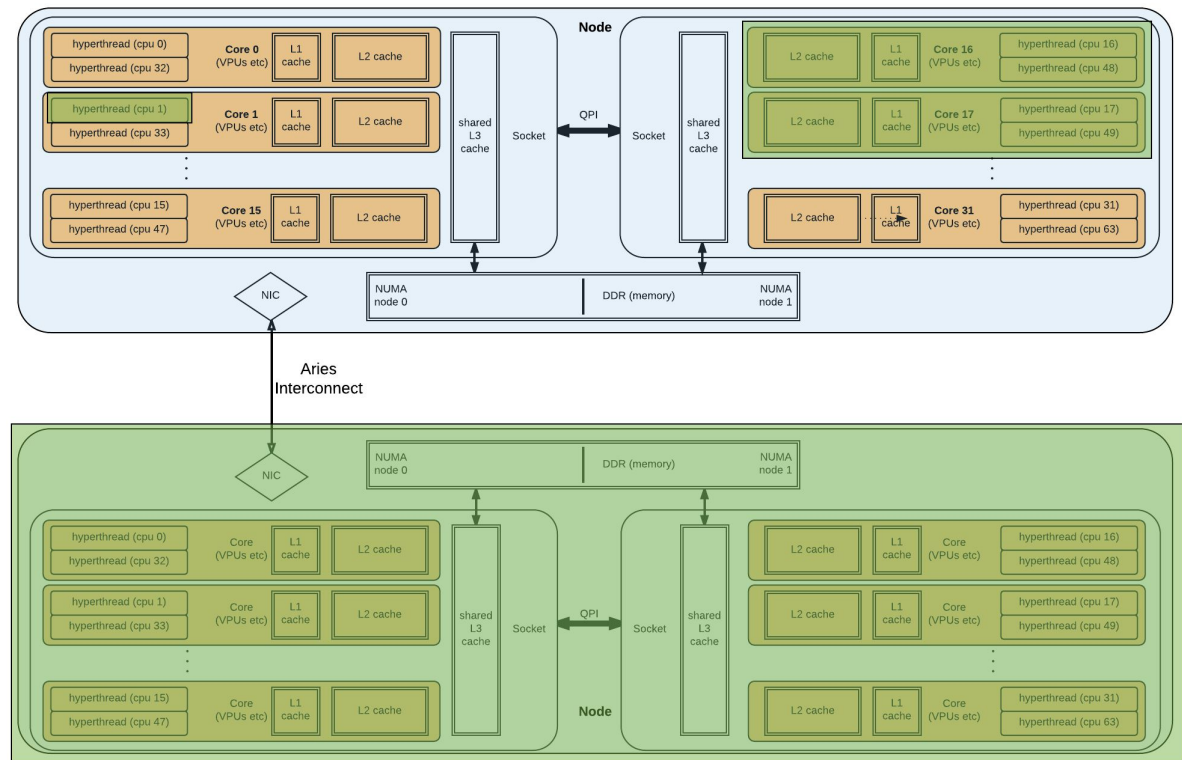 Node
hyperthread (cpu 0)
hyperthread (cpu 32)
Core 0
(VPUs etc)
L1
cache
L2 cache
hyperthread (cpu 1)
hyperthread (cpu 33)
Core 1
(VPUs etc)
L1
cache
L2 cache
hyperthread (cpu 15)
hyperthread (cpu 47)
Core 15
(VPUs etc)
L1
cache
L2 cache
shared
L3
cache
Socket
QPI
Socket
shared
L3
cache
L2 cache
L1
cache
Core 16
(VPUs etc)
hyperthread (cpu 16)
hyperthread (cpu 48)
L2 cache
L1
cache
Core 17
(VPUs etc)
hyperthread (cpu 17)
hyperthread (cpu 49)
L2 cache
L1
cache
Core 31
(VPUs etc)
hyperthread (cpu 31)
hyperthread (cpu 63)
NIC
NUMA
node 0
DDR (memory)
NUMA
node 1
Aries
Interconnect
NIC
NUMA
node 0
DDR (memory)
NUMA
node 1
hyperthread (cpu 0)
hyperthread (cpu 32)
Core
(VPUs etc)
L1
cache
L2 cache
hyperthread (cpu 1)
hyperthread (cpu 33)
Core
(VPUs etc)
L1
cache
L2 cache
hyperthread (cpu 15)
hyperthread (cpu 47)
Core
(VPUs etc)
L1
cache
L2 cache
shared
L3
cache
Socket
QPI
Socket
shared
L3
cache
L2 cache
L1
cache
Core
(VPUs etc)
hyperthread (cpu 16)
hyperthread (cpu 48)
L2 cache
L1
cache
Core
(VPUs etc)
hyperthread (cpu 17)
hyperthread (cpu 49)
L2 cache
L1
cache
Core
(VPUs etc)
hyperthread (cpu 31)
hyperthread (cpu 63)
Node